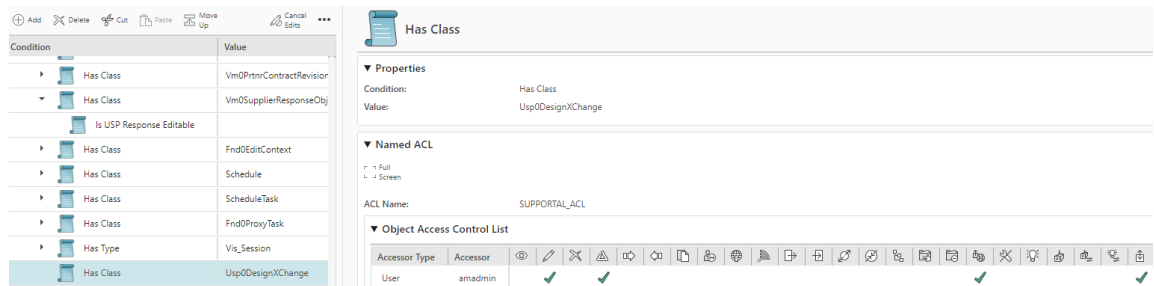 Add Delete Cut Paste Move Up Cancel Edits
Condition Value
Has Class Vm0PrtnrContractRevision
Has Class Vm0SupplierResponseObj
Is USP Response Editable
Has Class Fnd0EditContext
Has Class Schedule
Has Class ScheduleTask
Has Class Fnd0ProxyTask
Has Type Vis_Session
Has Class Usp0DesignXChange
Has Class
Properties
Condition: Has Class
Value: Usp0DesignXChange
Named ACL
Full
Screen
ACL Name: SUPPORTAL_ACL
Object Access Control List
Accessor Type Accessor
User amadmin